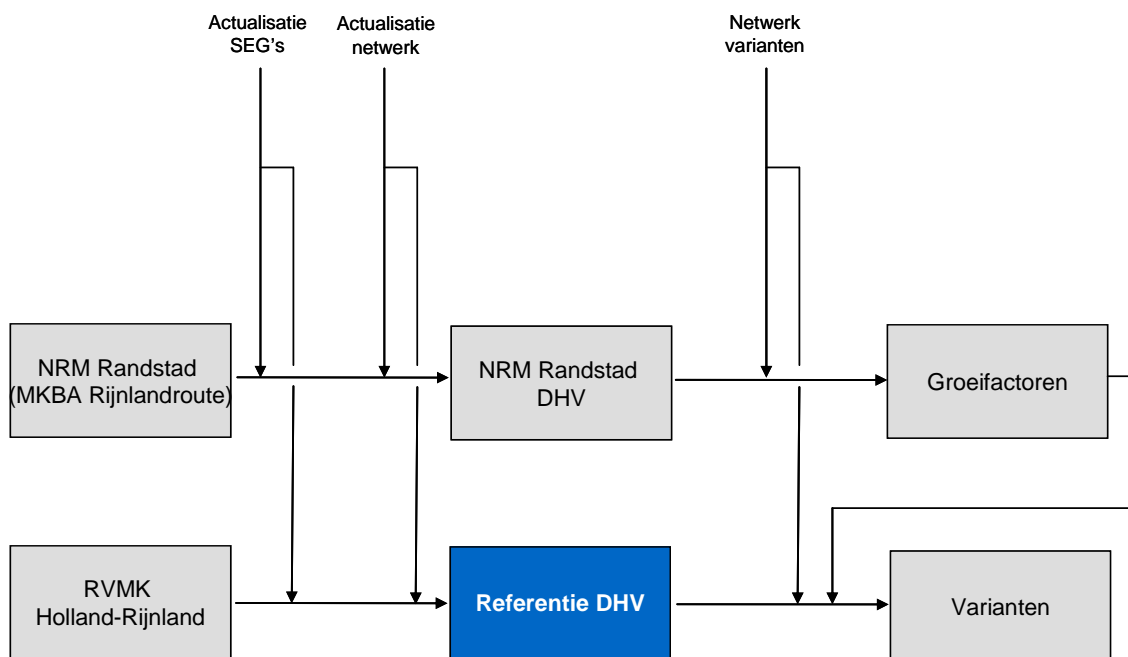 Actualisatie
SEG's
Actualisatie
netwerk
Netwerk
varianten
NRM Randstad
(MKBA Rijnlandroute)
NRM Randstad
DHV
Groeifactoren
RVMK
Holland-Rijnland
Referentie DHV
Varianten